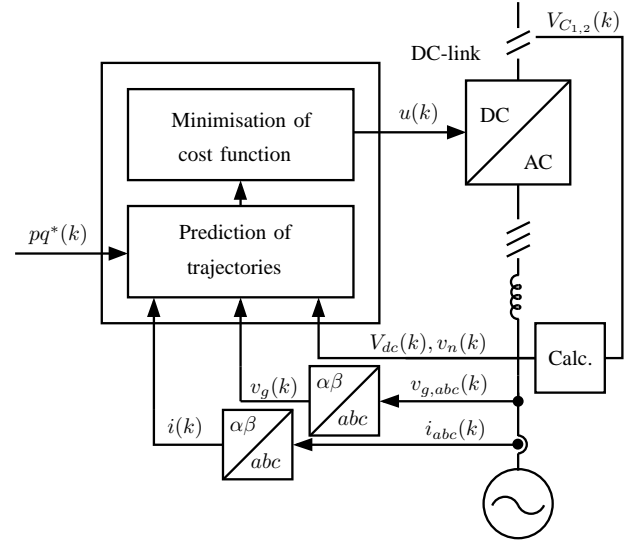 V_{C_{1,2}}(k)
DC-link
Minimisation of
cost function
u(k)
DC
AC
pq*(k)
Prediction of
trajectories
V_{dc}(k), v_n(k)
Calc.
v_g(k)
αβ
abc
v_{g,abc}(k)
i(k)
αβ
abc
i_{abc}(k)